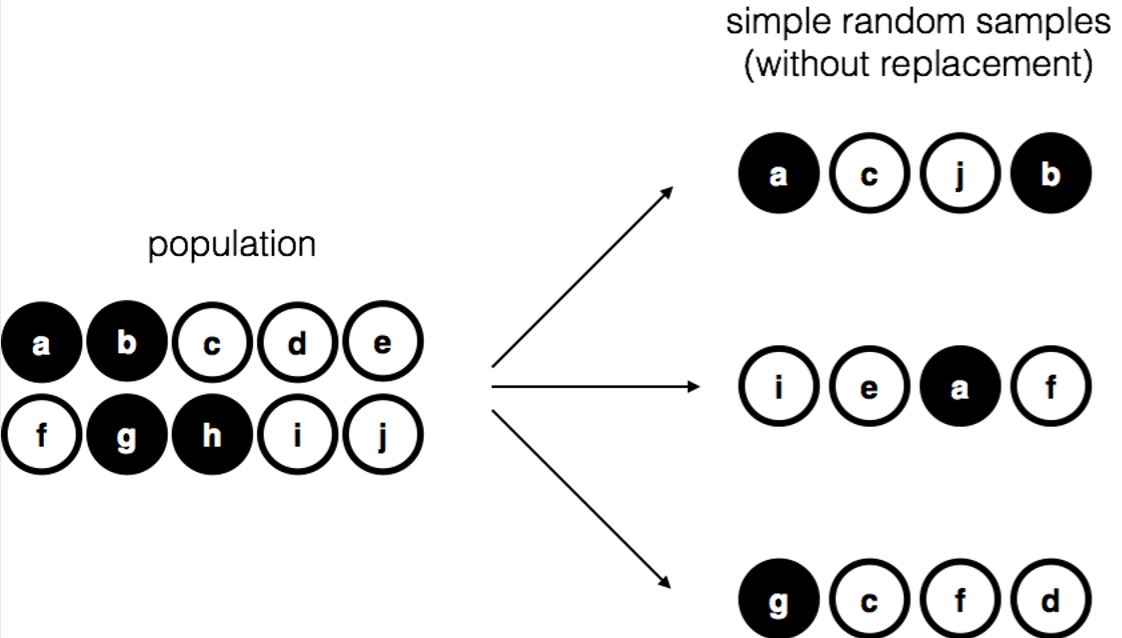 simple random samples
(without replacement)
a c j b
population
a b c d e
i e a f
f g h i j
g c f d